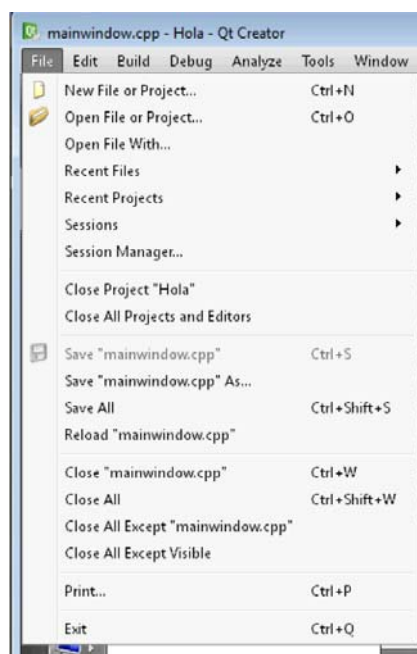 mainwindow.cpp - Hola - Qt Creator
File Edit Build Debug Analyze Tools Window
New File or Project... Ctrl+N
Open File or Project... Ctrl+O
Open File With...
Recent Files
Recent Projects
Sessions
Session Manager...
Close Project "Hola"
Close All Projects and Editors
Save "mainwindow.cpp" Ctrl+S
Save "mainwindow.cpp" As...
Save All Ctrl+Shift+S
Reload "mainwindow.cpp"
Close "mainwindow.cpp" Ctrl+W
Close All Ctrl+Shift+W
Close All Except "mainwindow.cpp"
Close All Except Visible
Print... Ctrl+P
Exit Ctrl+Q